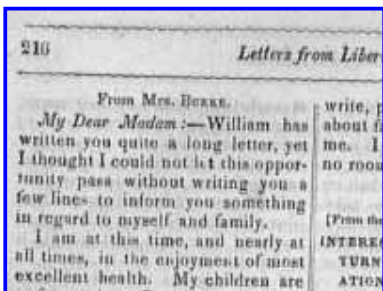 216
Letters from Liber
From Mrs. Burke.
My Dear Madam:—William has
written you quite a long letter, yet
I thought I could not let this oppor-
tunity pass without writing you a
few lines to inform you something
in regard to myself and family.
I am at this time, and nearly at
all times, in the enjoyment of most
excellent health. My children are
write,
about
me. I
no room
[From the
INTERES
TURN
ATION